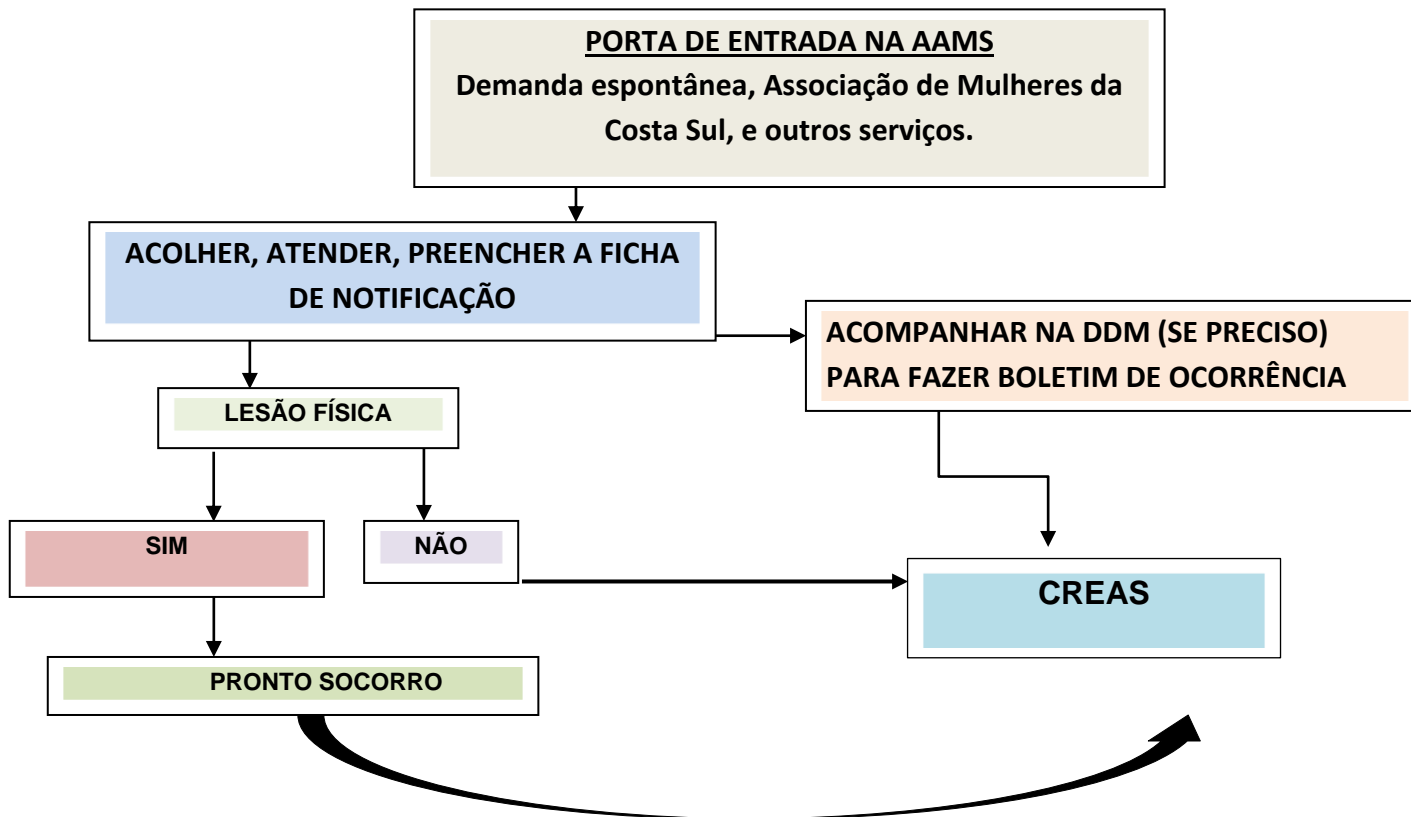 PORTA DE ENTRADA NA AAMS
Demanda espontânea, Associação de Mulheres da
Costa Sul, e outros serviços.
ACOLHER, ATENDER, PREENCHER A FICHA
DE NOTIFICAÇÃO
ACOMPANHAR NA DDM (SE PRECISO)
PARA FAZER BOLETIM DE OCORRÊNCIA
LESÃO FÍSICA
SIM
NÃO
CREAS
PRONTO SOCORRO